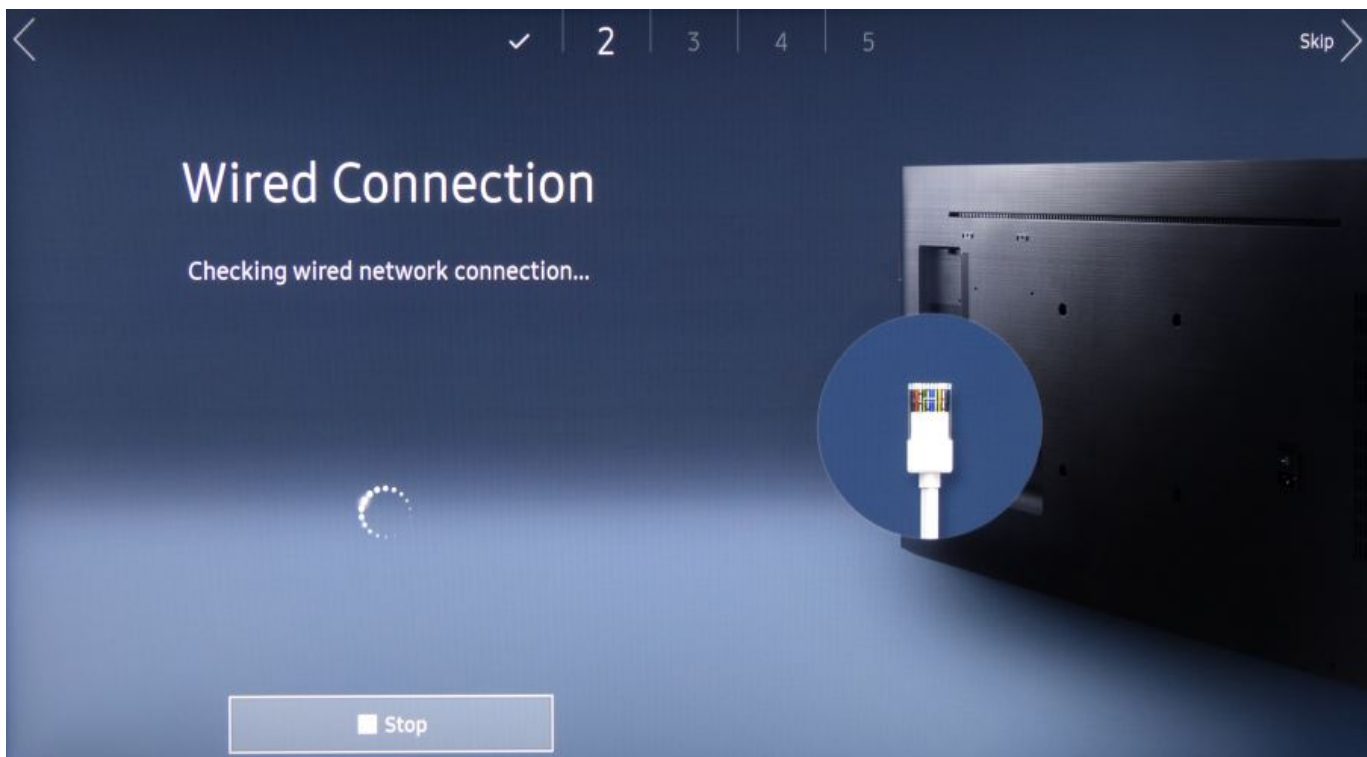 2
3
4
5
Skip
Wired Connection
Checking wired network connection...
Stop